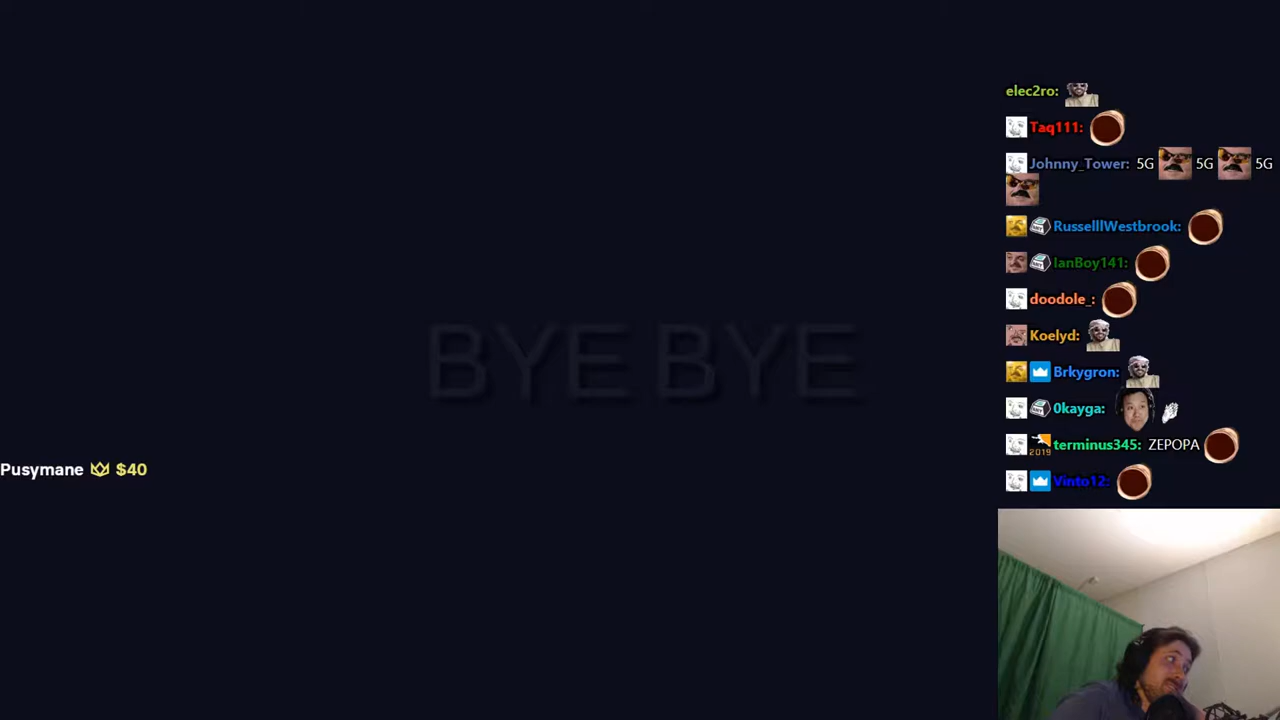 elec2ro:
Taq111:
Johnny_Tower: 5G 5G 5G
RusselllWestbrook:
IanBoy141:
doodole_:
Koelyd:
Brkygron:
0kayga:
terminus345: ZEPOPA
2019
Vinto12:
BYE BYE
Pusymane $40